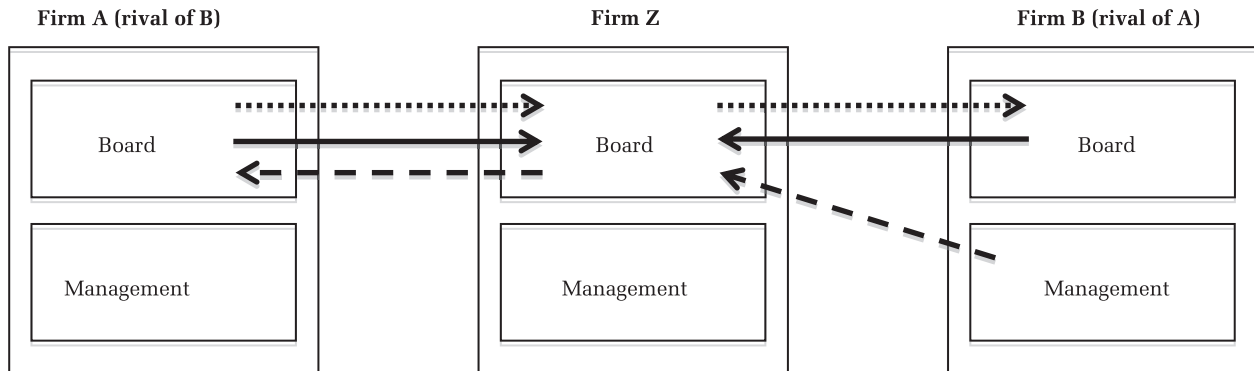 Firm A (rival of B)
Firm Z
Firm B (rival of A)
Board
Board
Board
Management
Management
Management